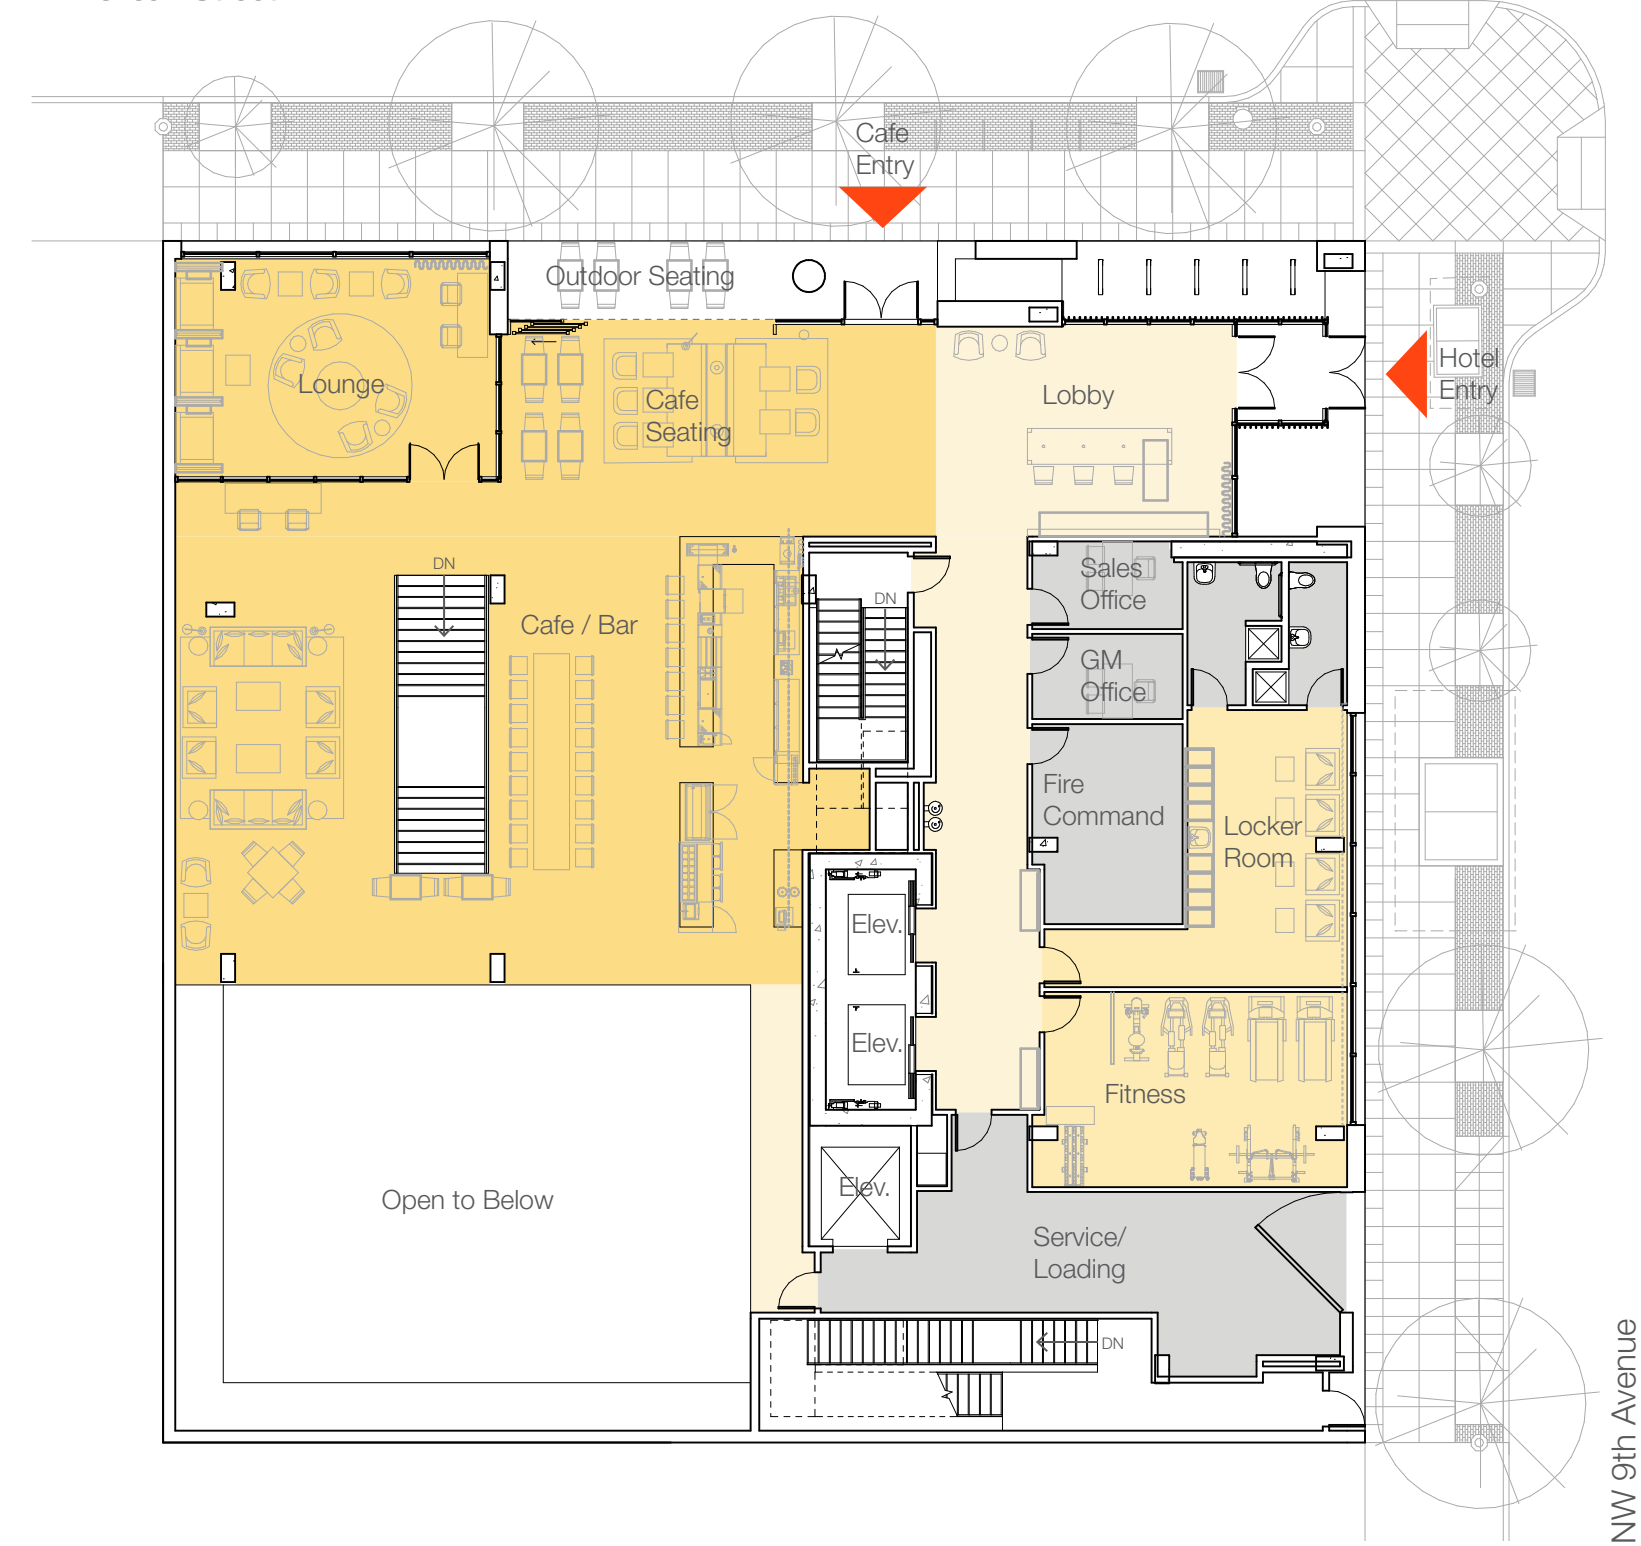 Cafe
Entry
Outdoor Seating
Hotel
Entry
Lounge
Cafe
Seating
Lobby
DN
Cafe / Bar
DN
Sales
Office
GM
Office
Fire
Command
Locker
Room
Elev.
Elev.
Fitness
Elev.
Open to Below
Service/
Loading
DN
NW 9th Avenue